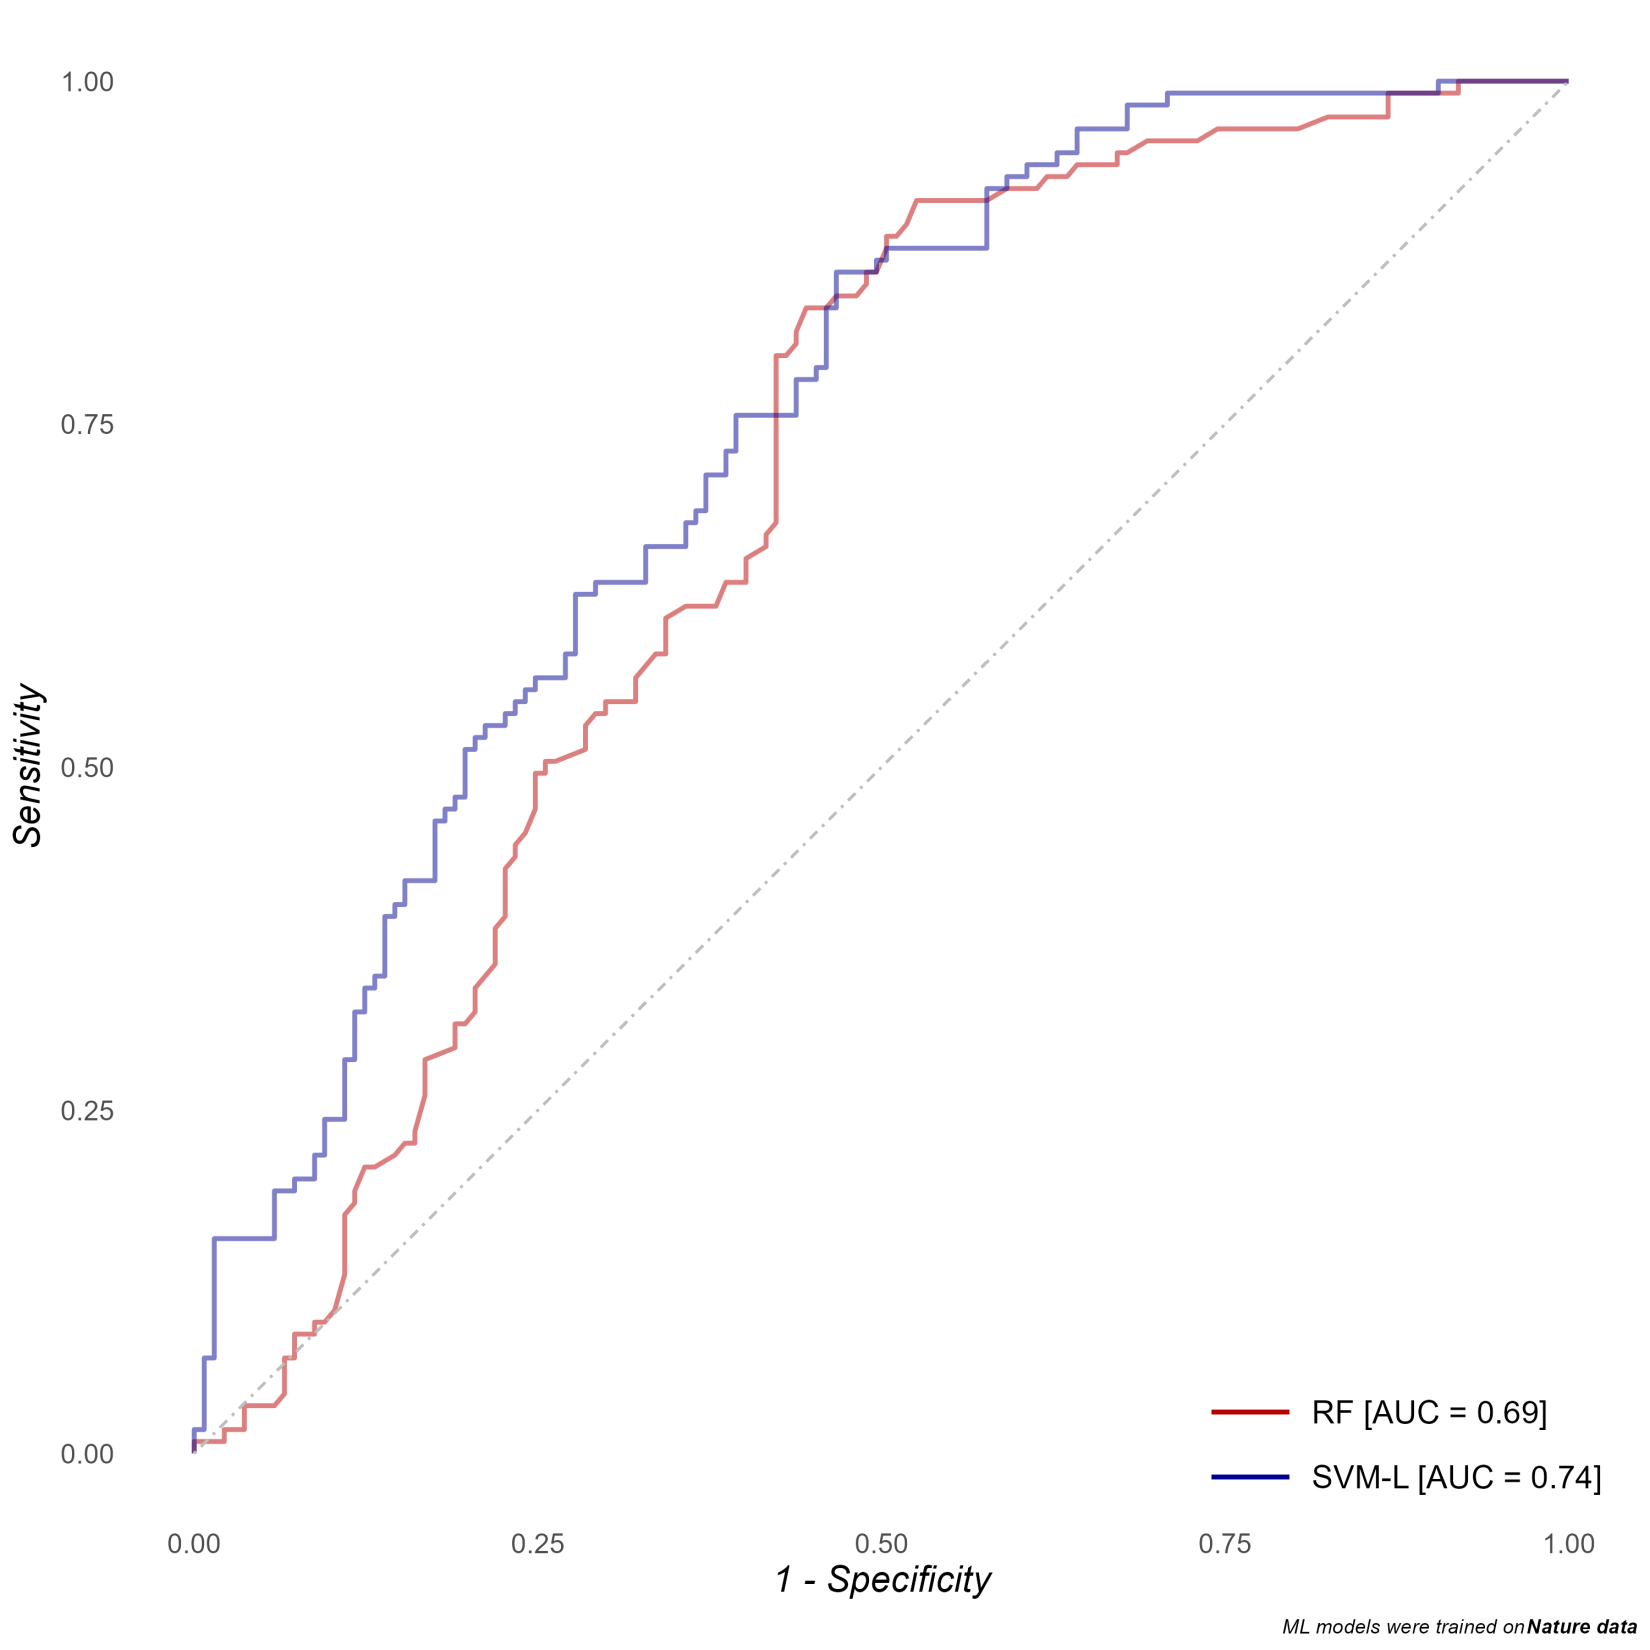 1.00
0.75
0.50
0.25
0.00
Sensitivity
RF [AUC = 0.69]
SVM-L [AUC = 0.74]
0.00 0.25 0.50 0.75 1.00
1 - Specificity
ML models were trained on Nature data